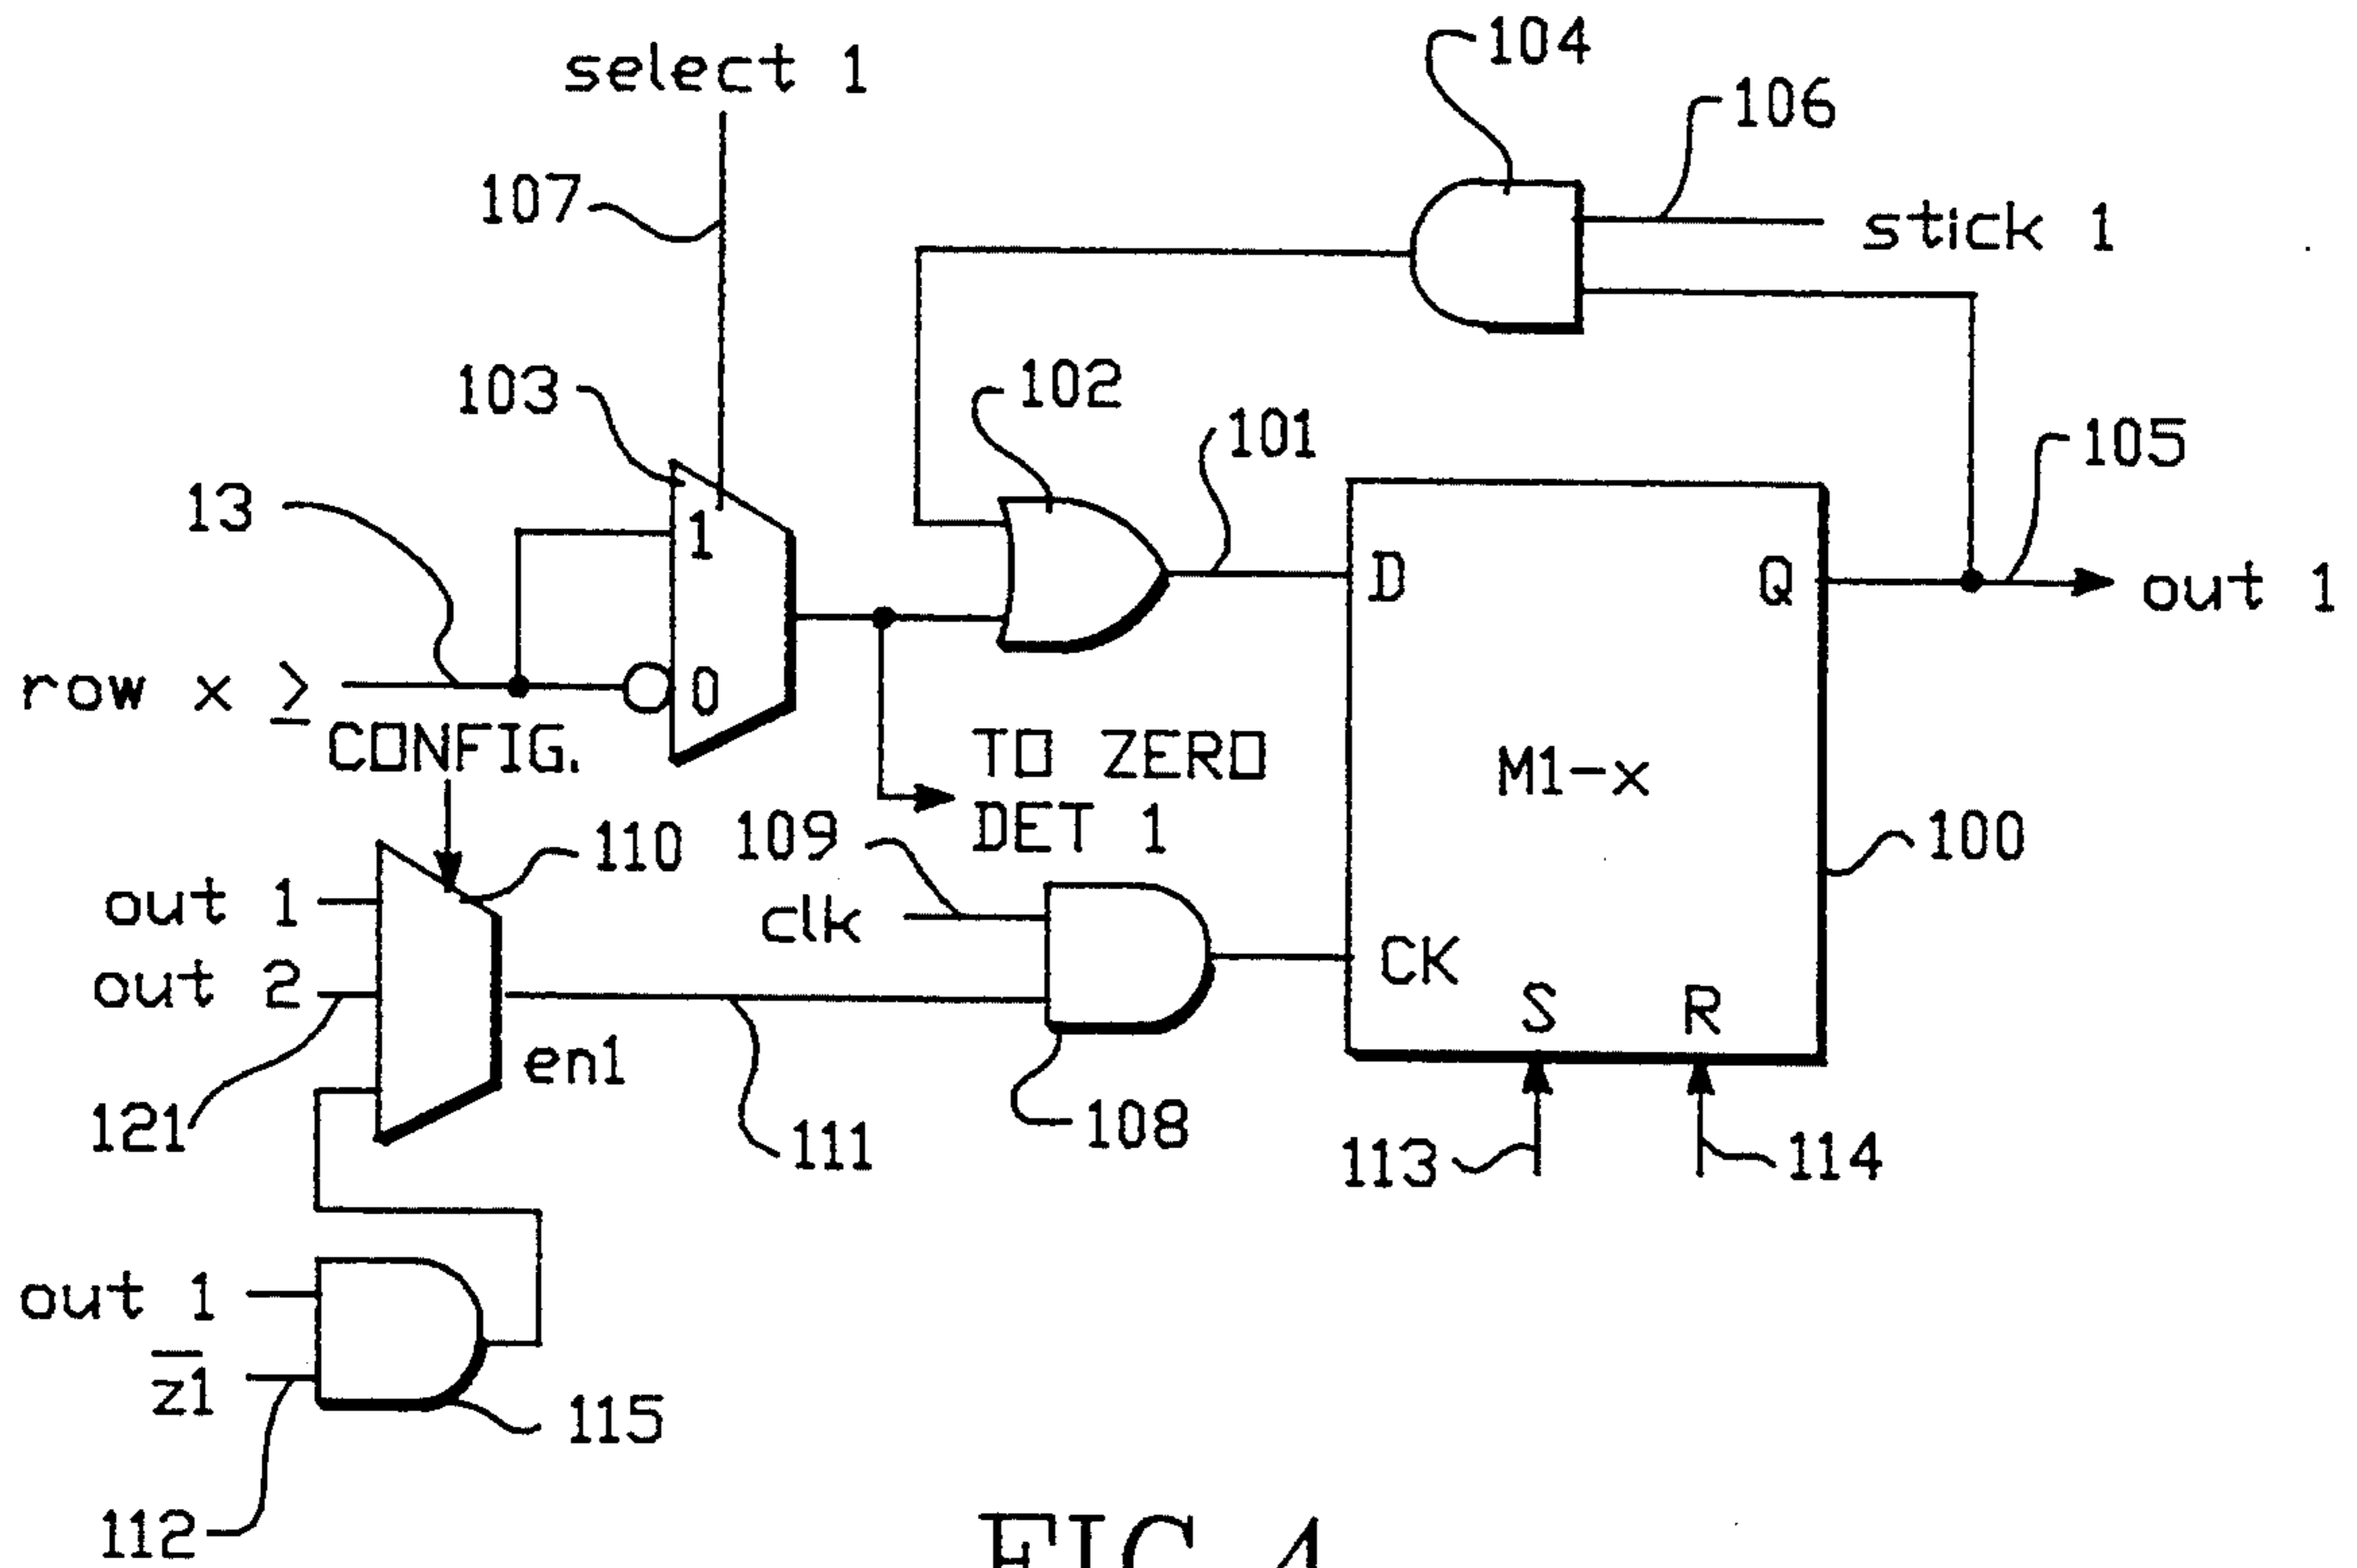 104
select 1
106
107
stick 1
103
102
101
105
13
1
D
Q
out 1
row x ≥
0
CONFIG.
TO ZERO
DET 1
M1-x
109
110
100
out 1
clk
out 2
CK
S
R
en1
121
111
108
113
114
out 1
z̅1̅
115
112
FIG. 4